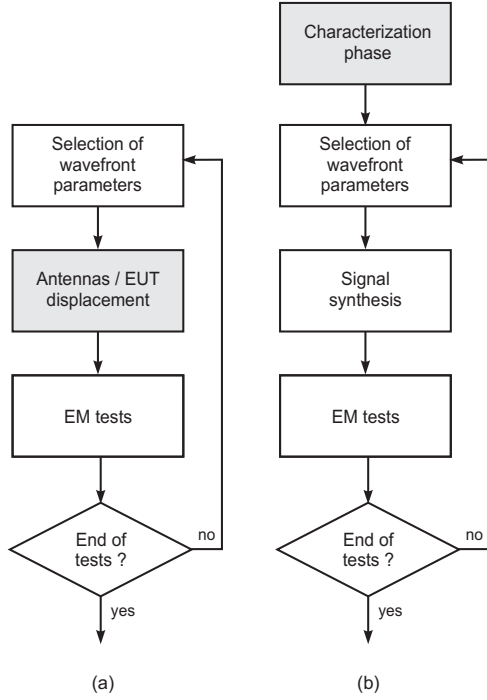 Characterization
phase
Selection of
wavefront
parameters
Selection of
wavefront
parameters
Antennas / EUT
displacement
Signal
synthesis
EM tests
EM tests
End of
tests ?
no
End of
tests ?
no
yes
yes
(a)
(b)